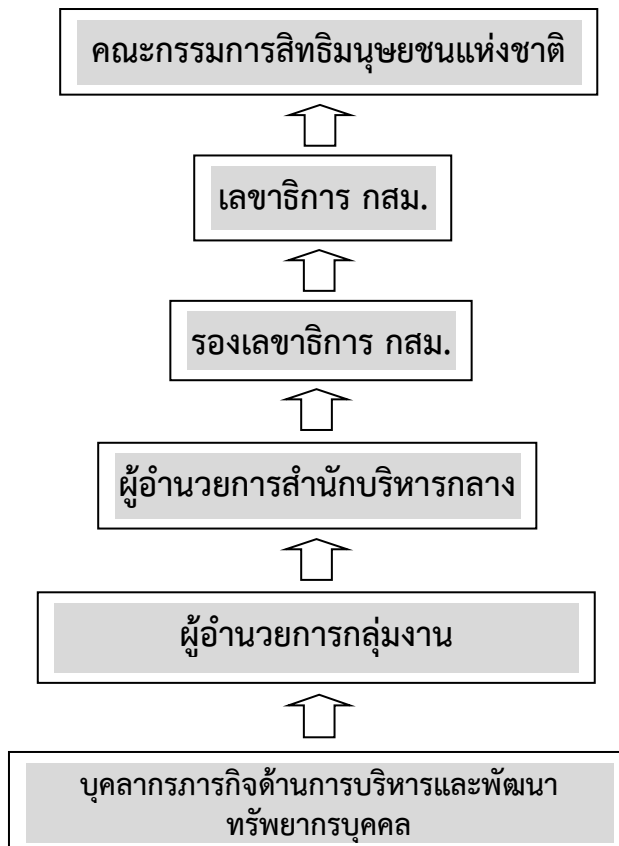 คณะกรรมการสิทธิมนุษยชนแห่งชาติ
เลขาธิการ กสม.
รองเลขาธิการ กสม.
ผู้อำนวยการสำนักบริหารกลาง
ผู้อำนวยการกลุ่มงาน
บุคลากรภารกิจด้านการบริหารและพัฒนา
ทรัพยากรบุคคล